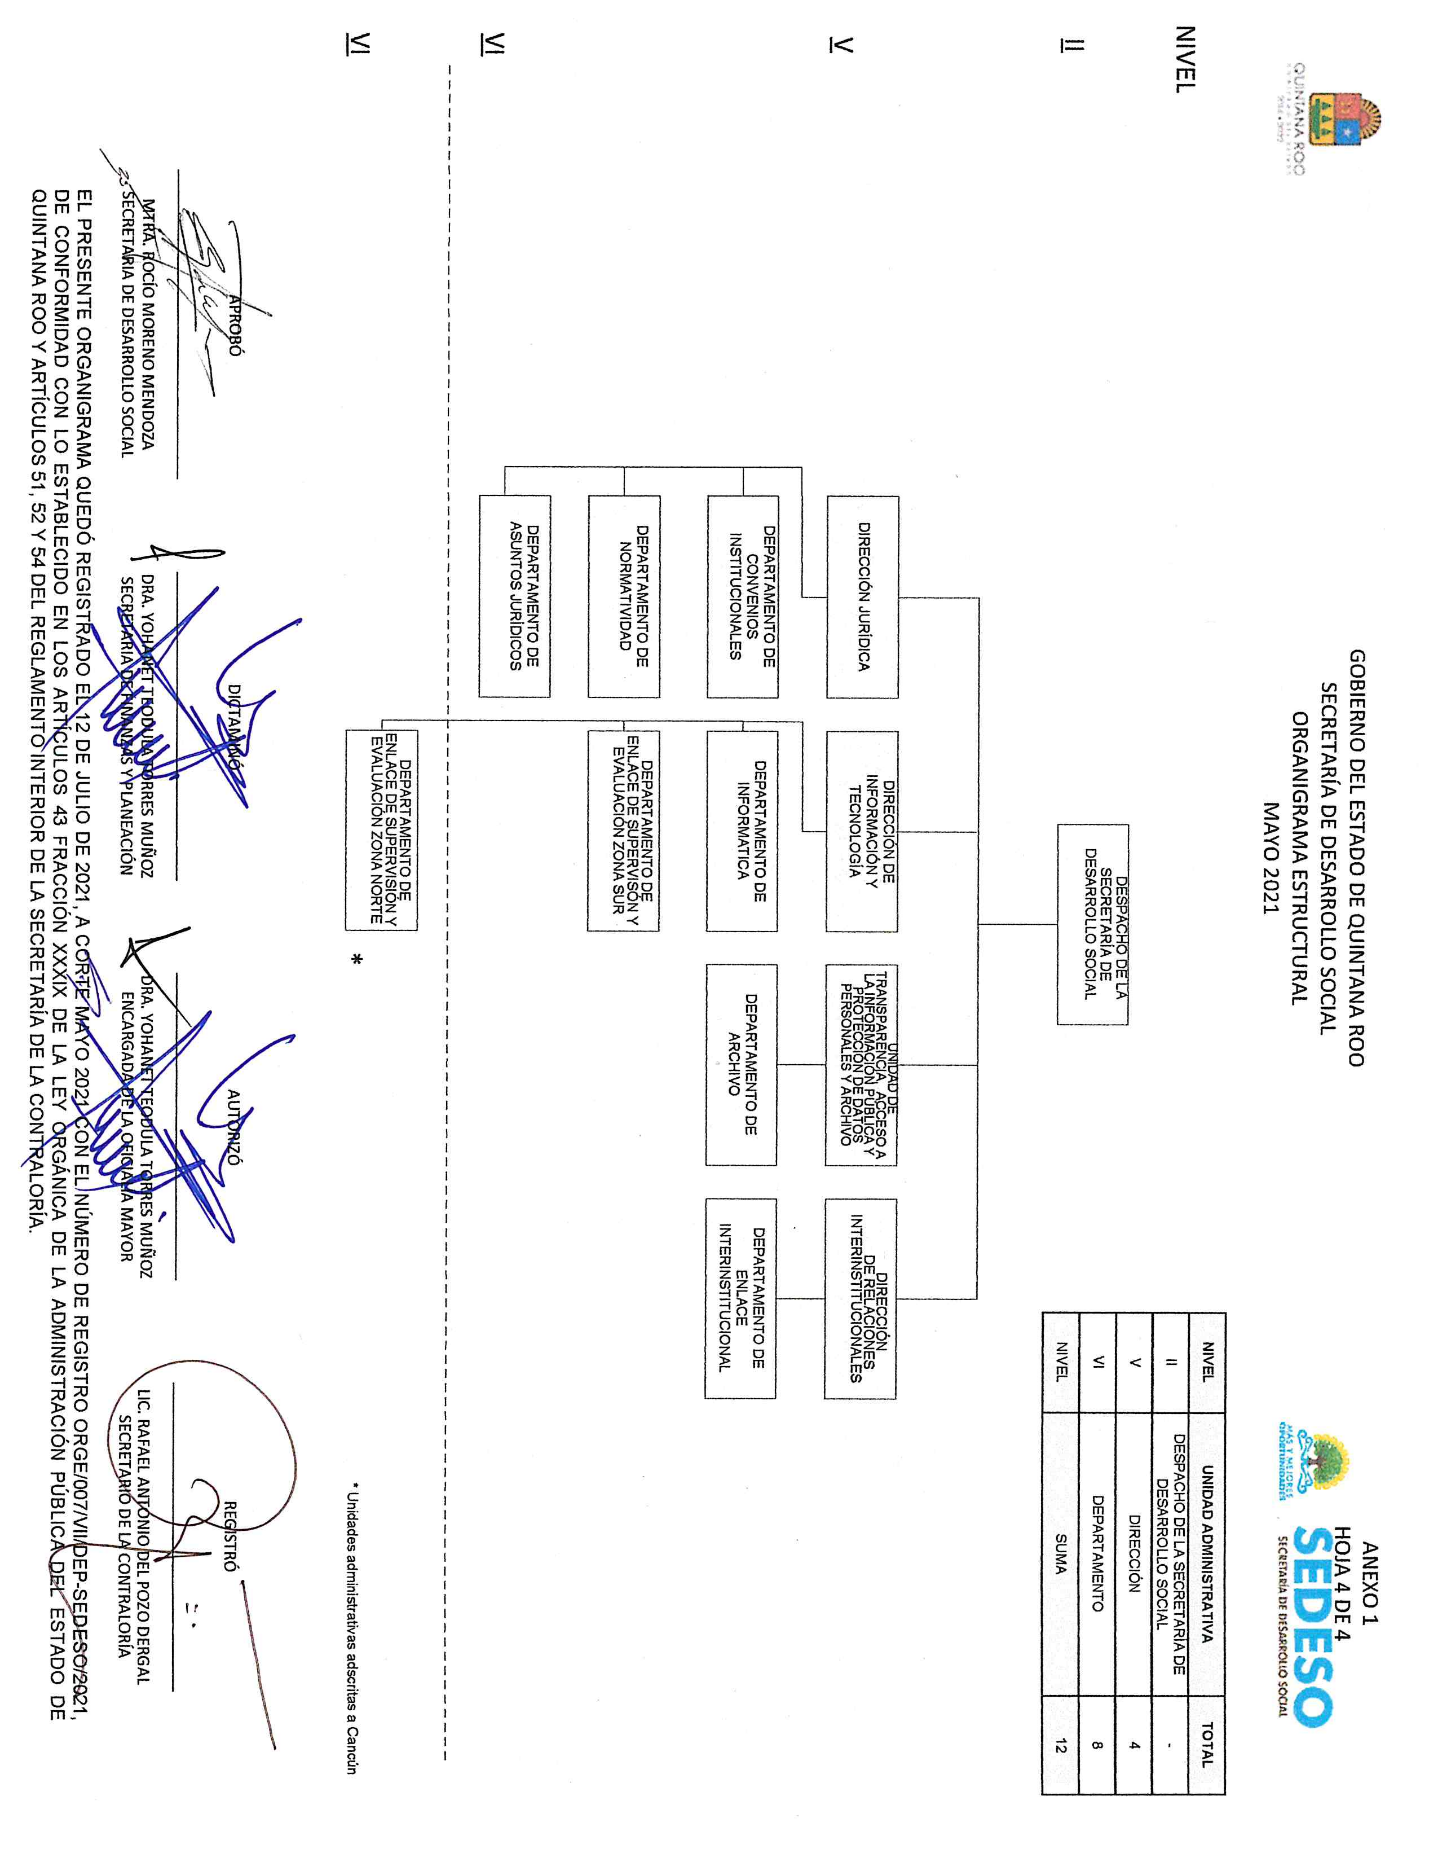 QUINTANA ROO
GOBIERNO DEL ESTADO DE QUINTANA ROO
SECRETARÍA DE DESARROLLO SOCIAL
ORGANIGRAMA ESTRUCTURAL
MAYO 2021
ANEXO 1
HOJA 4 DE 4
MÁS Y MEJORES
OPORTUNIDADES
SEDESO
SECRETARÍA DE DESARROLLO SOCIAL
NIVEL
NIVEL UNIDAD ADMINISTRATIVA TOTAL
II DESPACHO DE LA SECRETARÍA DE
DESARROLLO SOCIAL -
V DIRECCIÓN 4
VI DEPARTAMENTO 8
NIVEL SUMA 12
II
DESPACHO DE LA
SECRETARÍA DE
DESARROLLO SOCIAL
V
DIRECCIÓN JURÍDICA
DIRECCIÓN DE
INFORMACIÓN Y
TECNOLOGÍA
UNIDAD DE
TRANSPARENCIA, ACCESO A
LA INFORMACIÓN PÚBLICA Y
PROTECCIÓN DE DATOS
PERSONALES Y ARCHIVO
DIRECCIÓN
DE RELACIONES
INTERINSTITUCIONALES
DEPARTAMENTO DE
CONVENIOS
INSTITUCIONALES
DEPARTAMENTO DE
INFORMATICA
DEPARTAMENTO DE
ARCHIVO
DEPARTAMENTO DE
ENLACE
INTERINSTITUCIONAL
DEPARTAMENTO DE
NORMATIVIDAD
DEPARTAMENTO DE
ENLACE DE SUPERVISÓN Y
EVALUACIÓN ZONA SUR
VI
DEPARTAMENTO DE
ASUNTOS JURÍDICOS
VI
DEPARTAMENTO DE
ENLACE DE SUPERVISIÓN Y
EVALUACIÓN ZONA NORTE
*
* Unidades administrativas adscritas a Cancún
APROBÓ
MTRA. ROCÍO MORENO MENDOZA
SECRETARIA DE DESARROLLO SOCIAL
DICTAMINÓ
DRA. YOHANET TEODULA TORRES MUÑOZ
SECRETARIA DE FINANZAS Y PLANEACIÓN
AUTORIZÓ
DRA. YOHANET TEODULA TORRES MUÑOZ
ENCARGADA DE LA OFICIALIA MAYOR
REGISTRÓ
LIC. RAFAEL ANTONIO DEL POZO DERGAL
SECRETARIO DE LA CONTRALORÍA
EL PRESENTE ORGANIGRAMA QUEDÓ REGISTRADO EL 12 DE JULIO DE 2021, A CORTE MAYO 2021 CON EL NÚMERO DE REGISTRO ORGE/007/VII/DEP-SEDESO/2021,
DE CONFORMIDAD CON LO ESTABLECIDO EN LOS ARTÍCULOS 43 FRACCIÓN XXXIX DE LA LEY ORGÁNICA DE LA ADMINISTRACIÓN PÚBLICA DEL ESTADO DE
QUINTANA ROO Y ARTÍCULOS 51, 52 Y 54 DEL REGLAMENTO INTERIOR DE LA SECRETARÍA DE LA CONTRALORÍA.